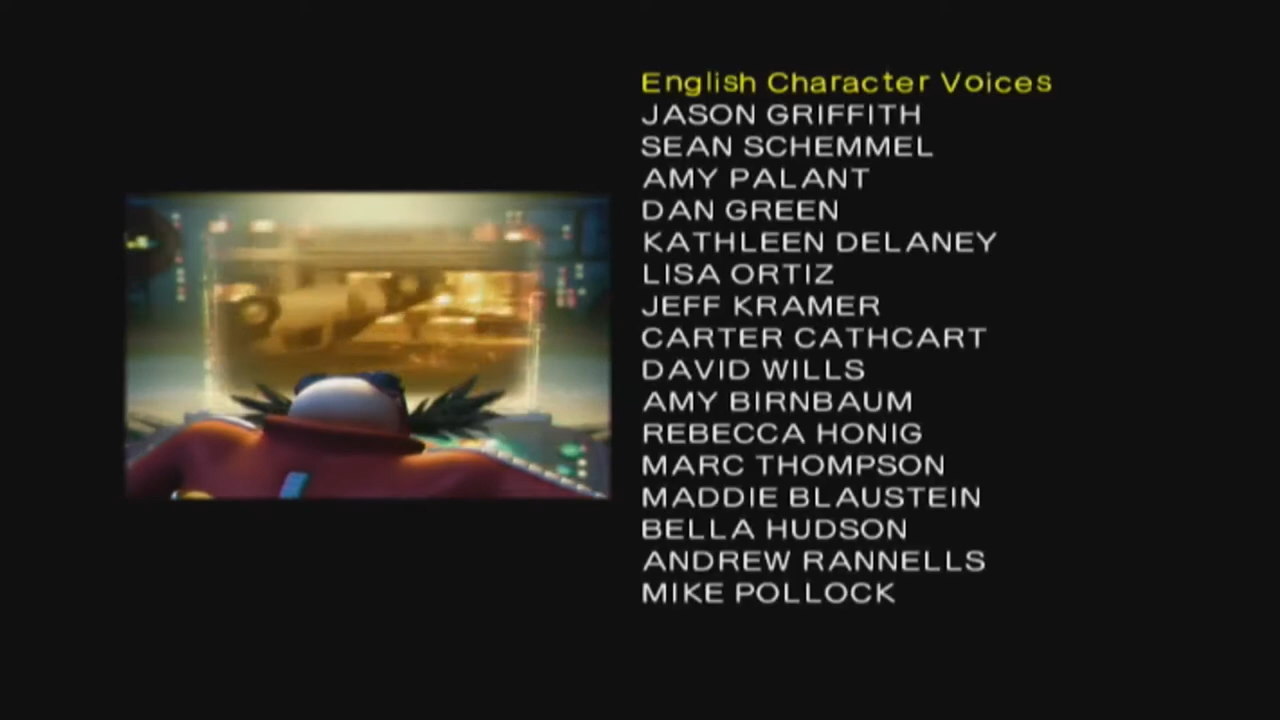 English Character Voices
JASON GRIFFITH
SEAN SCHEMMEL
AMY PALANT
DAN GREEN
KATHLEEN DELANEY
LISA ORTIZ
JEFF KRAMER
CARTER CATHCART
DAVID WILLS
AMY BIRNBAUM
REBECCA HONIG
MARC THOMPSON
MADDIE BLAUSTEIN
BELLA HUDSON
ANDREW RANNELLS
MIKE POLLOCK